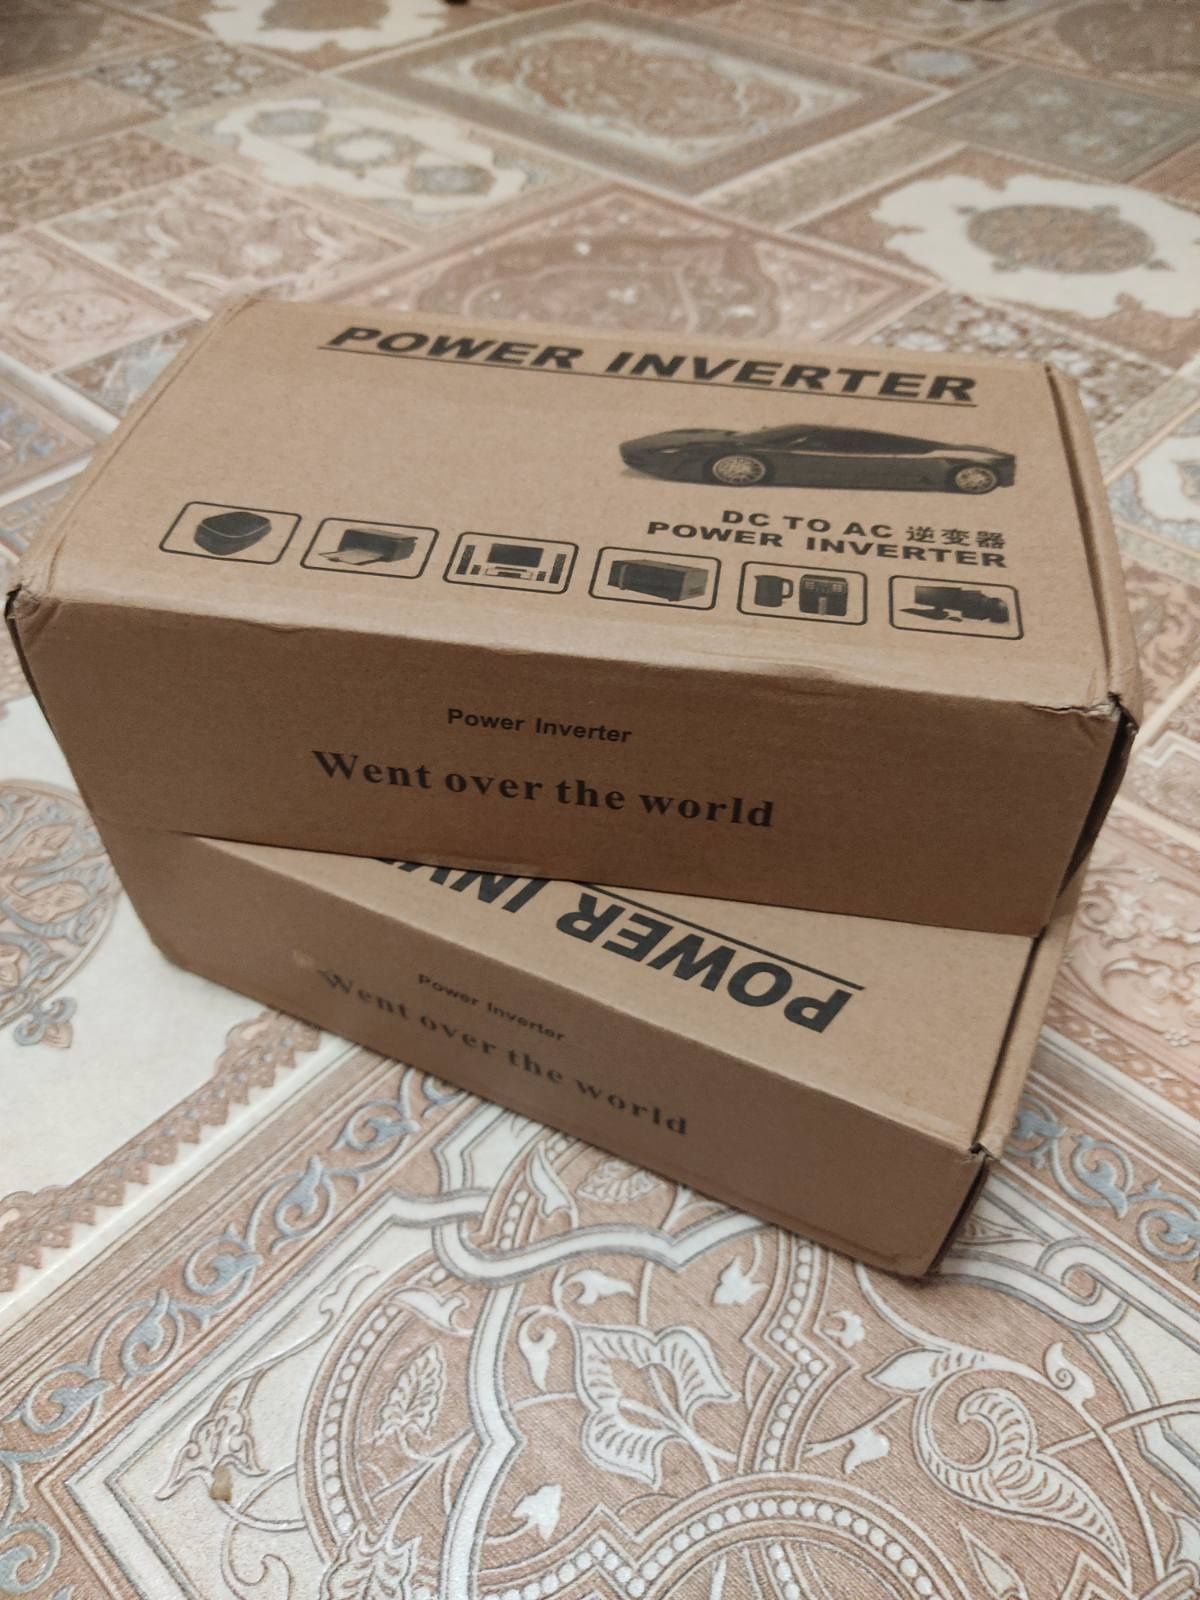 POWER INVERTER
DC TO AC 逆变器
POWER INVERTER
Power Inverter
Went over the world
POWER
Power Inverter
Went over the world